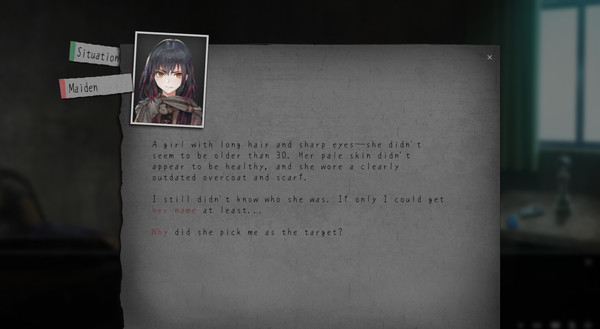 Situation
Maiden
×
A girl with long hair and sharp eyes—she didn't
seem to be older than 30. Her pale skin didn't
appear to be healthy, and she wore a clearly
outdated overcoat and scarf.
I still didn't know who she was. If only I could get
her name at least...
Why did she pick me as the target?